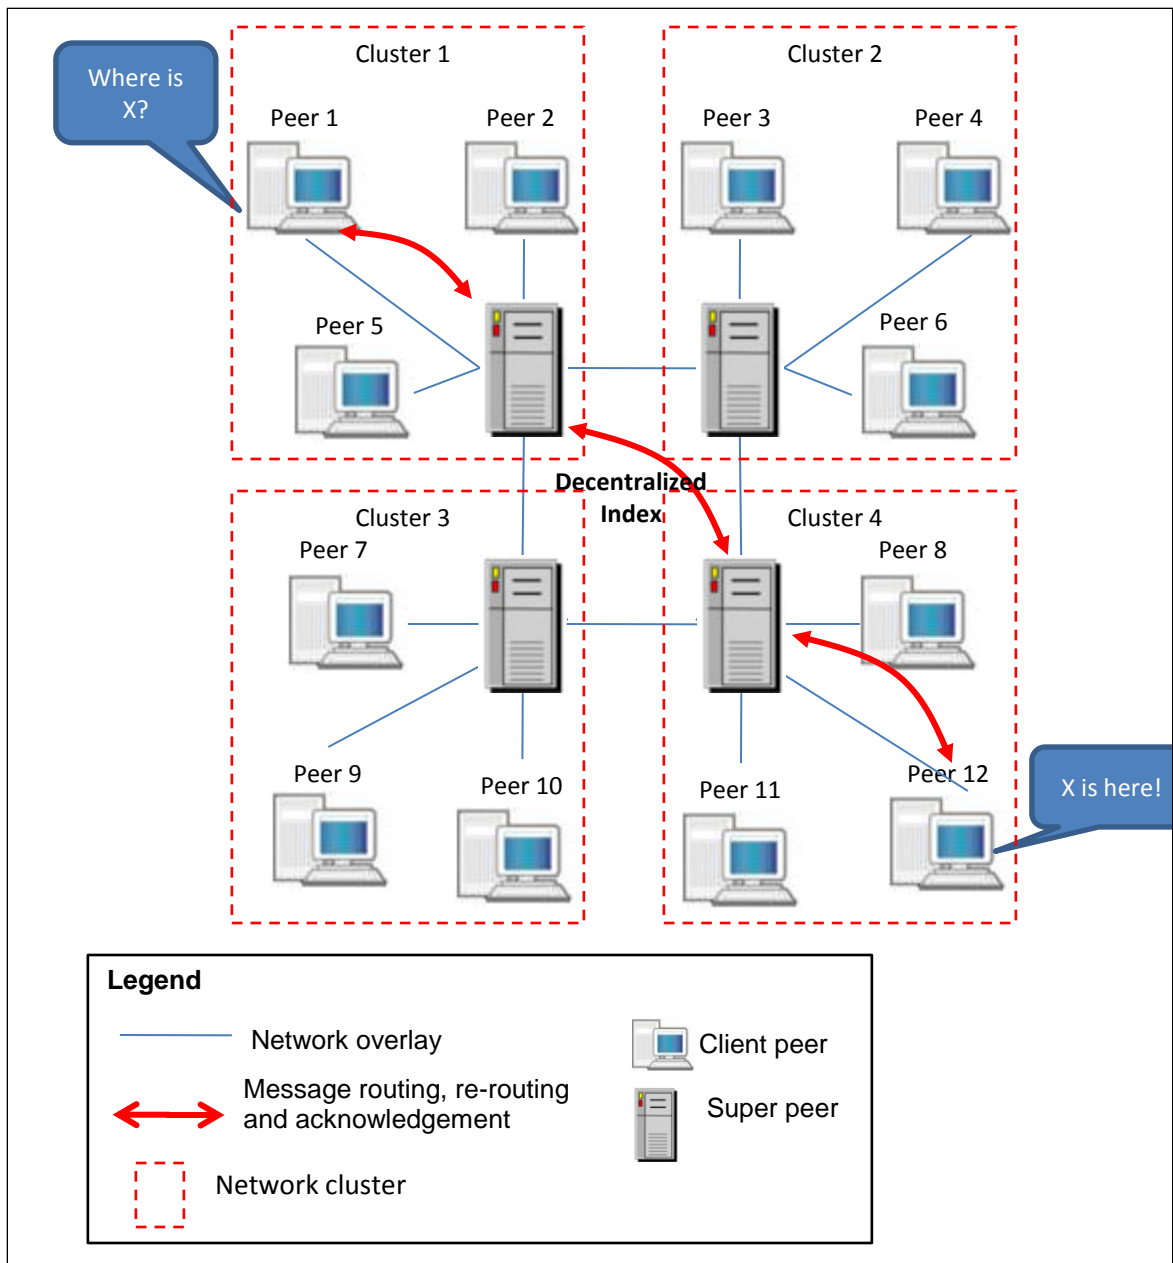 Cluster 1
Cluster 2
Where is
X?
Peer 1
Peer 2
Peer 3
Peer 4
Peer 5
Peer 6
Decentralized
Index
Cluster 3
Cluster 4
Peer 7
Peer 8
Peer 9
Peer 10
Peer 11
Peer 12
X is here!
Legend
Network overlay
Client peer
Message routing, re-routing
and acknowledgement
Super peer
Network cluster